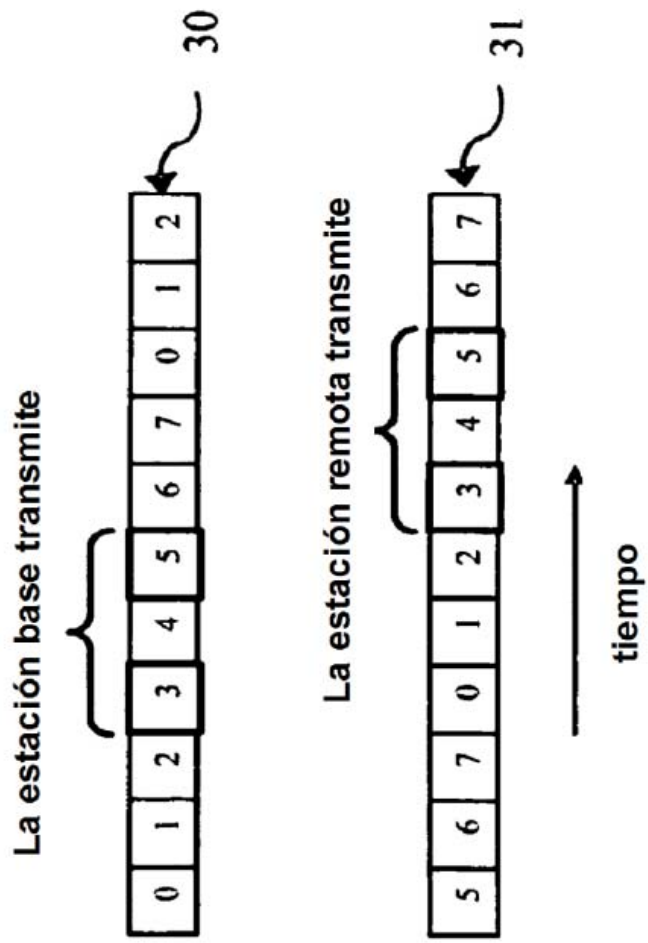 La estación base transmite
0 1 2 3 4 5 6 7 0 1 2
30
La estación remota transmite
5 6 7 0 1 2 3 4 5 6 7
31
tiempo